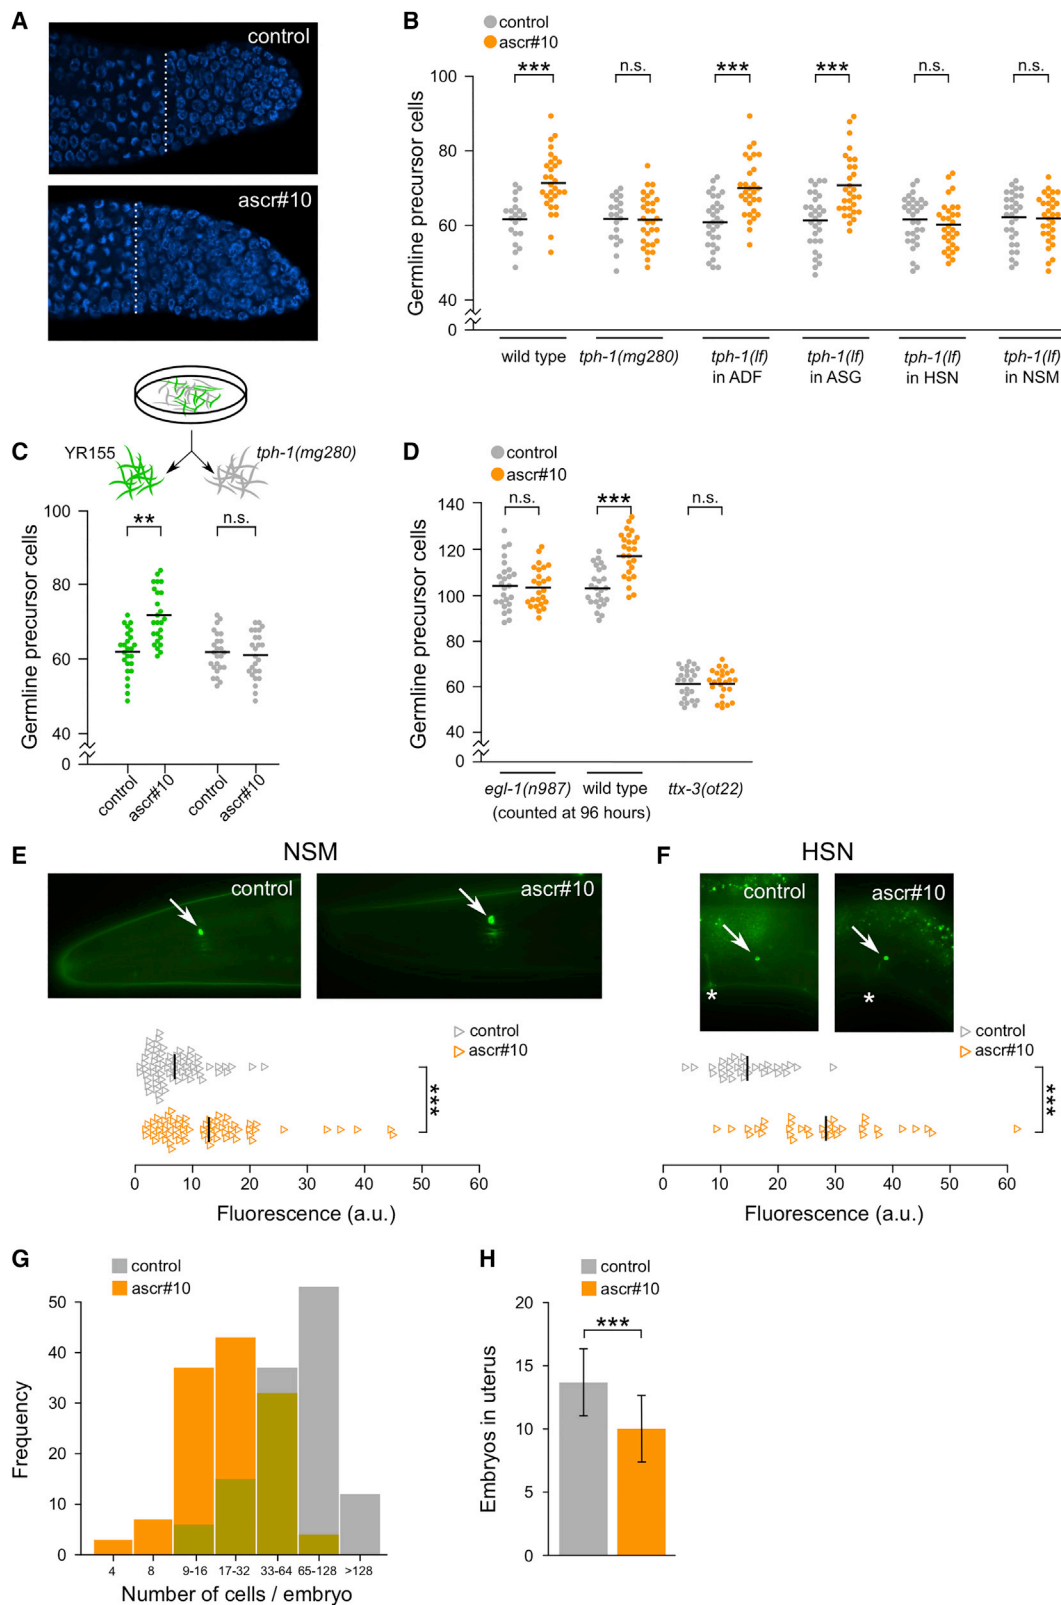 A
control
ascr#10
B
control
ascr#10
*** n.s. *** *** n.s. n.s.
Germline precursor cells
100
80
60
40
0
wild type tph-1(mg280) tph-1(lf) in ADF tph-1(lf) in ASG tph-1(lf) in HSN tph-1(lf) in NSM
C
YR155 tph-1(mg280)
** n.s.
Germline precursor cells
100
80
60
40
0
control ascr#10 control ascr#10
D
control
ascr#10
n.s. *** n.s.
Germline precursor cells
140
120
100
80
60
40
0
egl-1(n987) wild type ttx-3(ot22)
(counted at 96 hours)
E
NSM
control
ascr#10
control
ascr#10
***
0 10 20 30 40 50 60
Fluorescence (a.u.)
F
HSN
control
ascr#10
* *
control
ascr#10
***
0 10 20 30 40 50 60
Fluorescence (a.u.)
G
control
ascr#10
Frequency
50
40
30
20
10
0
4 8 9-16 17-32 33-64 65-128 >128
Number of cells / embryo
H
control
ascr#10
***
Embryos in uterus
20
15
10
5
0